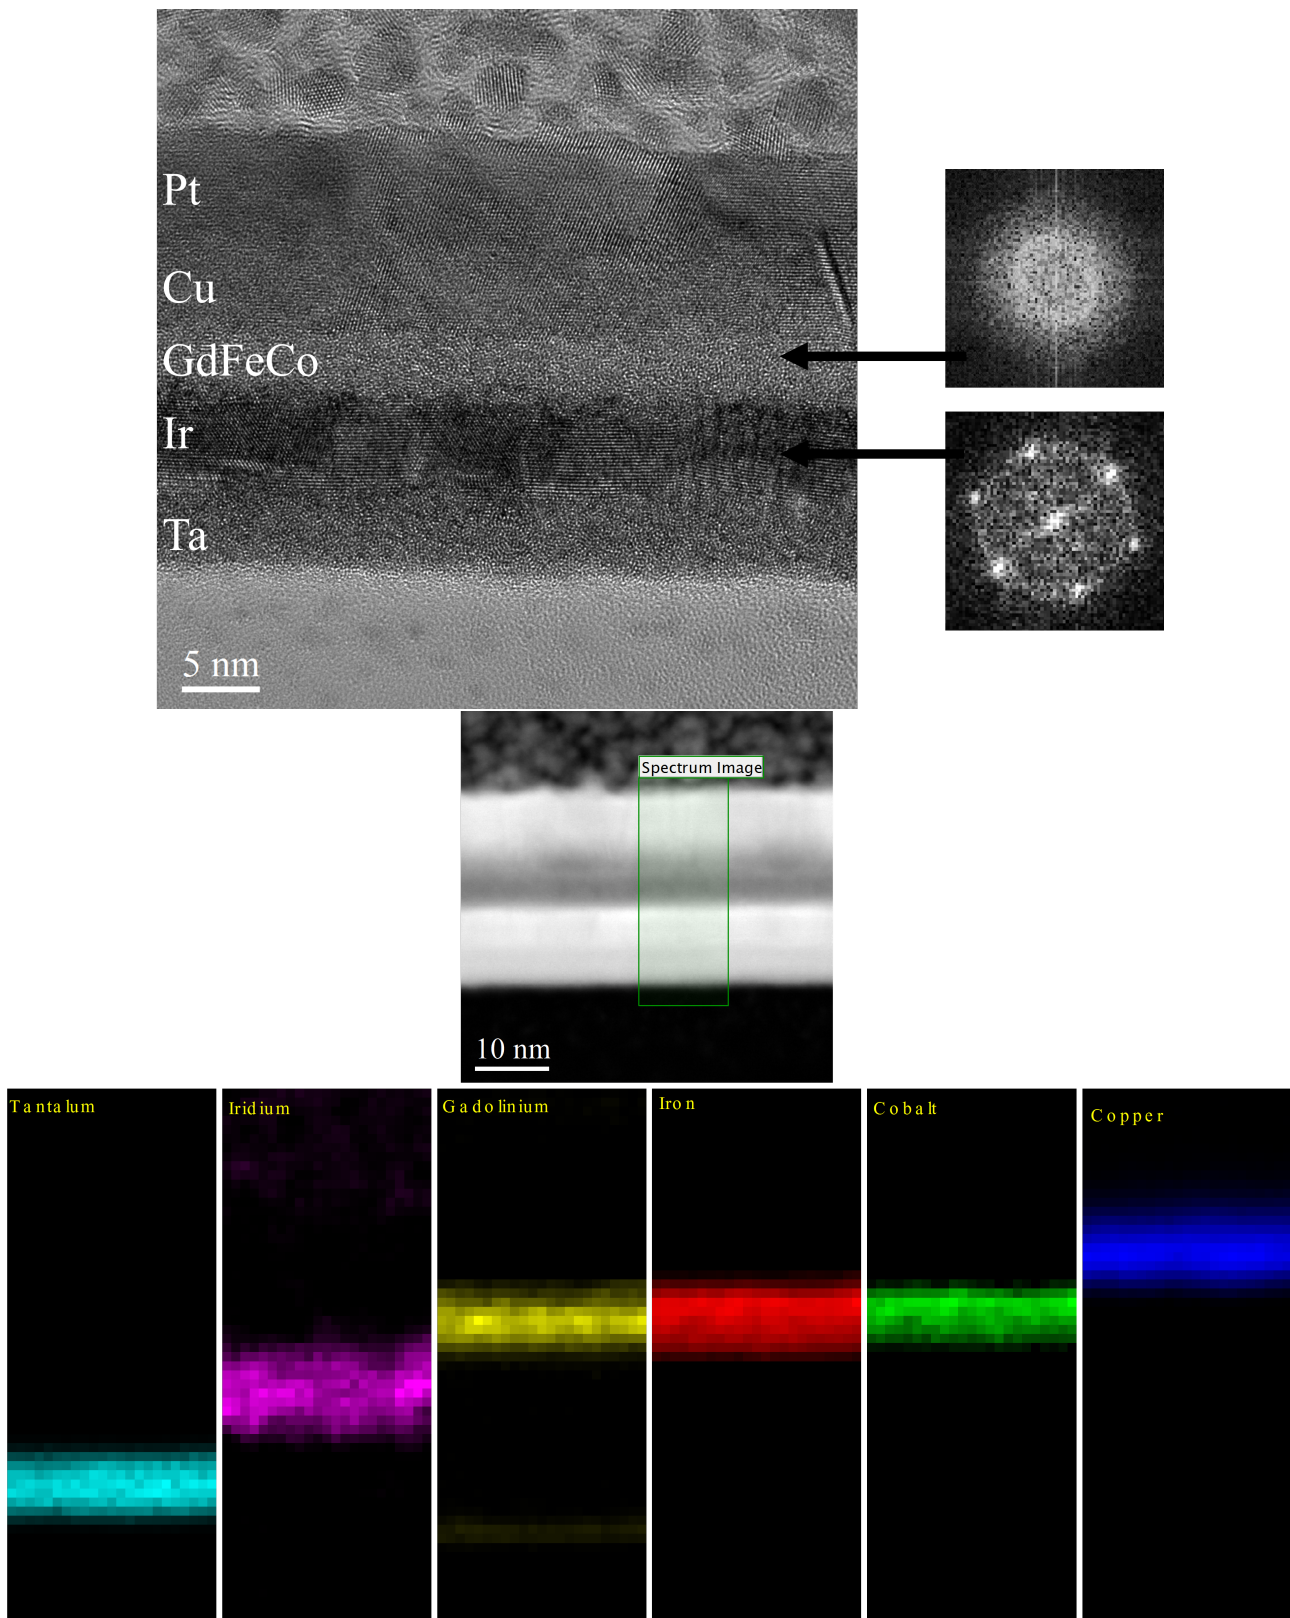 Pt
Cu
GdFeCo
Ir
Ta
5 nm
Spectrum Image
10 nm
Tantalum
Iridium
Gadolinium
Iron
Cobalt
Copper